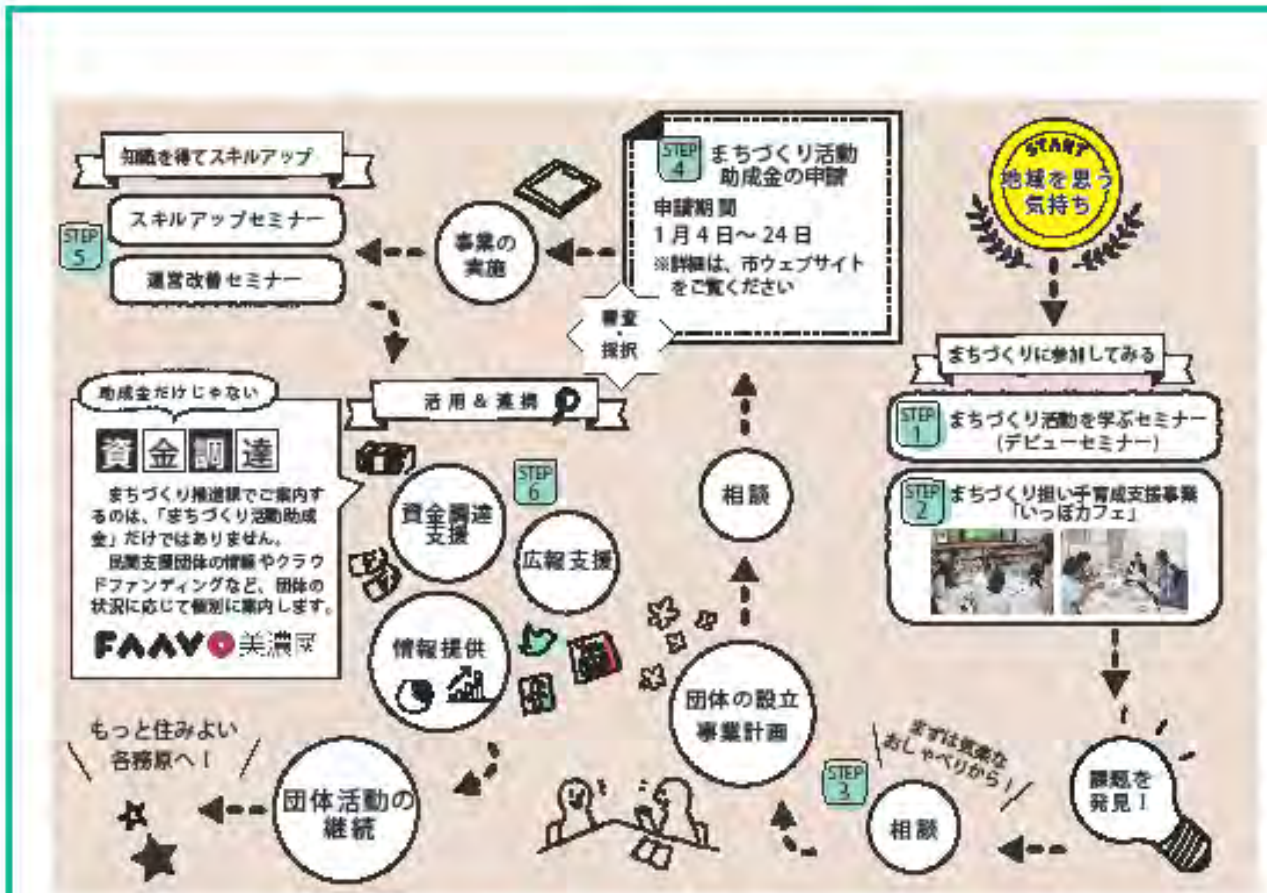 START
地域を思う
気持ち
まちづくりに参加してみる
STEP
1
まちづくり活動を学ぶセミナー
(デビューセミナー)
STEP
2
まちづくり担い手育成支援事業
「いっぽカフェ」
課題を
発見!
まずは気楽な
おしゃべりから!
STEP
3
相談
団体の設立
事業計画
相談
STEP
4
まちづくり活動
助成金の申請
申請期間
1月4日~24日
※詳細は、市ウェブサイト
をご覧ください
審査
・
採択
事業の
実施
知識を得てスキルアップ
STEP
5
スキルアップセミナー
運営改善セミナー
活用&連携
STEP
6
資金調達
支援
広報支援
情報提供
助成金だけじゃない
資金調達
まちづくり推進課でご案内す
るのは、「まちづくり活動助成
金」だけではありません。
民間支援団体の情報やクラウ
ドファンディングなど、団体の
状況に応じて個別に案内します。
FAAVO美濃國
団体活動の
継続
もっと住みよい
各務原へ!